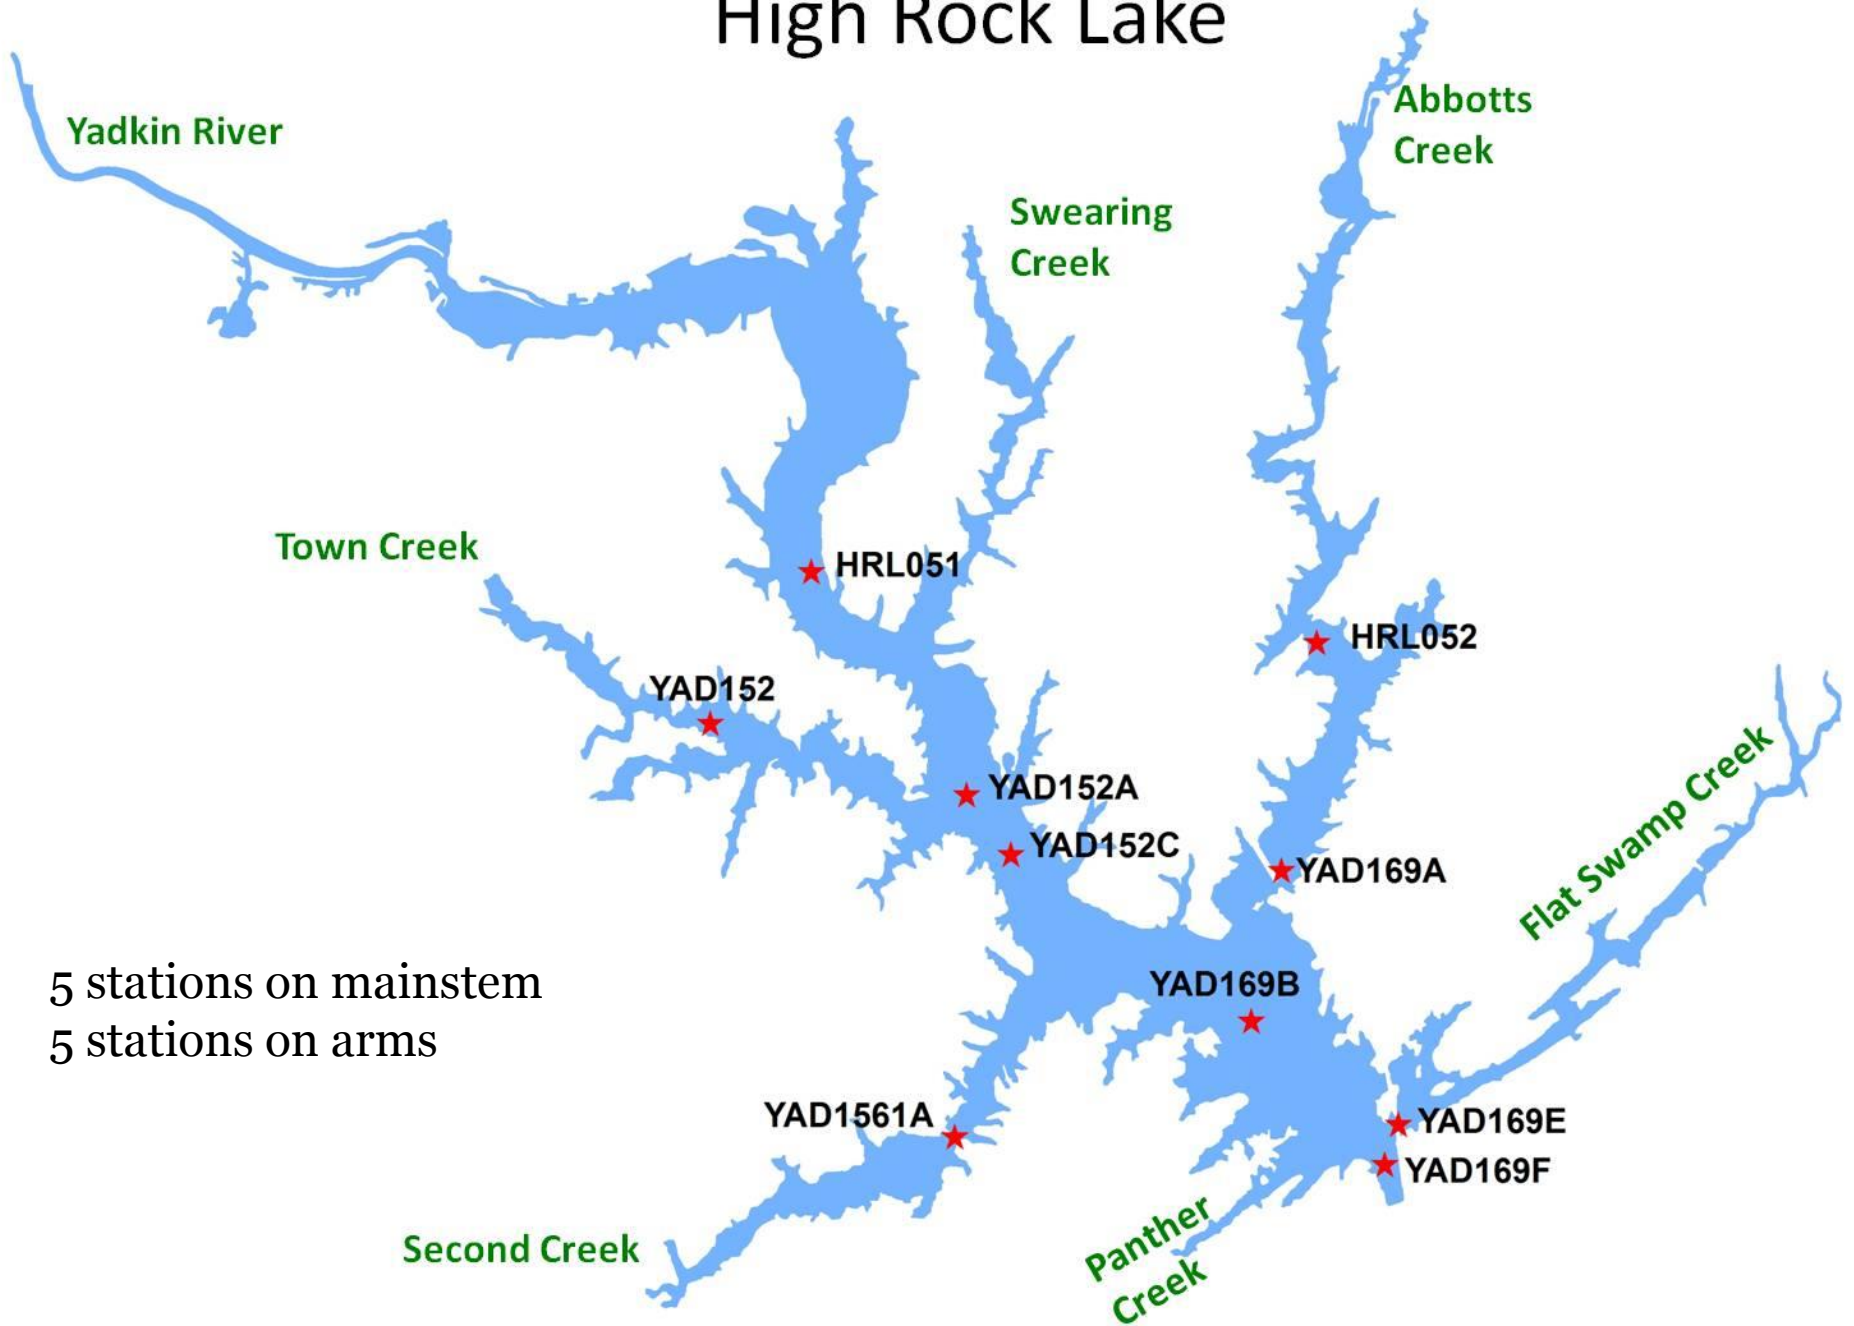 High Rock Lake
Yadkin River
Abbotts
Creek
Swearing
Creek
Town Creek
HRL051
HRL052
YAD152
YAD152A
YAD152C
YAD169A
Flat Swamp Creek
YAD169B
5 stations on mainstem
5 stations on arms
YAD1561A
YAD169E
YAD169F
Second Creek
Panther
Creek